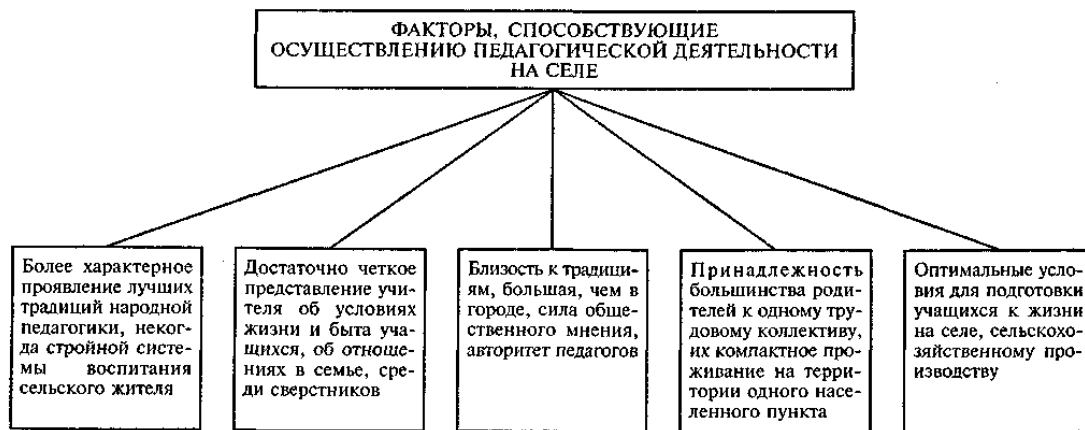 ФАКТОРЫ, СПОСОБСТВУЮЩИЕ
ОСУЩЕСТВЛЕНИЮ ПЕДАГОГИЧЕСКОЙ ДЕЯТЕЛЬНОСТИ
НА СЕЛЕ
Более характерное
проявление лучших
традиций народной
педагогики, неког-
да стройной систе-
мы воспитания
сельского жителя
Достаточно четкое
представление учи-
теля об условиях
жизни и быта уча-
щихся, об отноше-
ниях в семье, сре-
ди сверстников
Близость к традици-
ям, большая, чем в
городе, сила обще-
ственного мнения,
авторитет педагогов
Принадлежность
большинства роди-
телей к одному тру-
довому коллективу,
их компактное про-
живание на терри-
тории одного насе-
ленного пункта
Оптимальные усло-
вия для подготовки
учащихся к жизни
на селе, сельскохо-
зяйственному про-
изводству